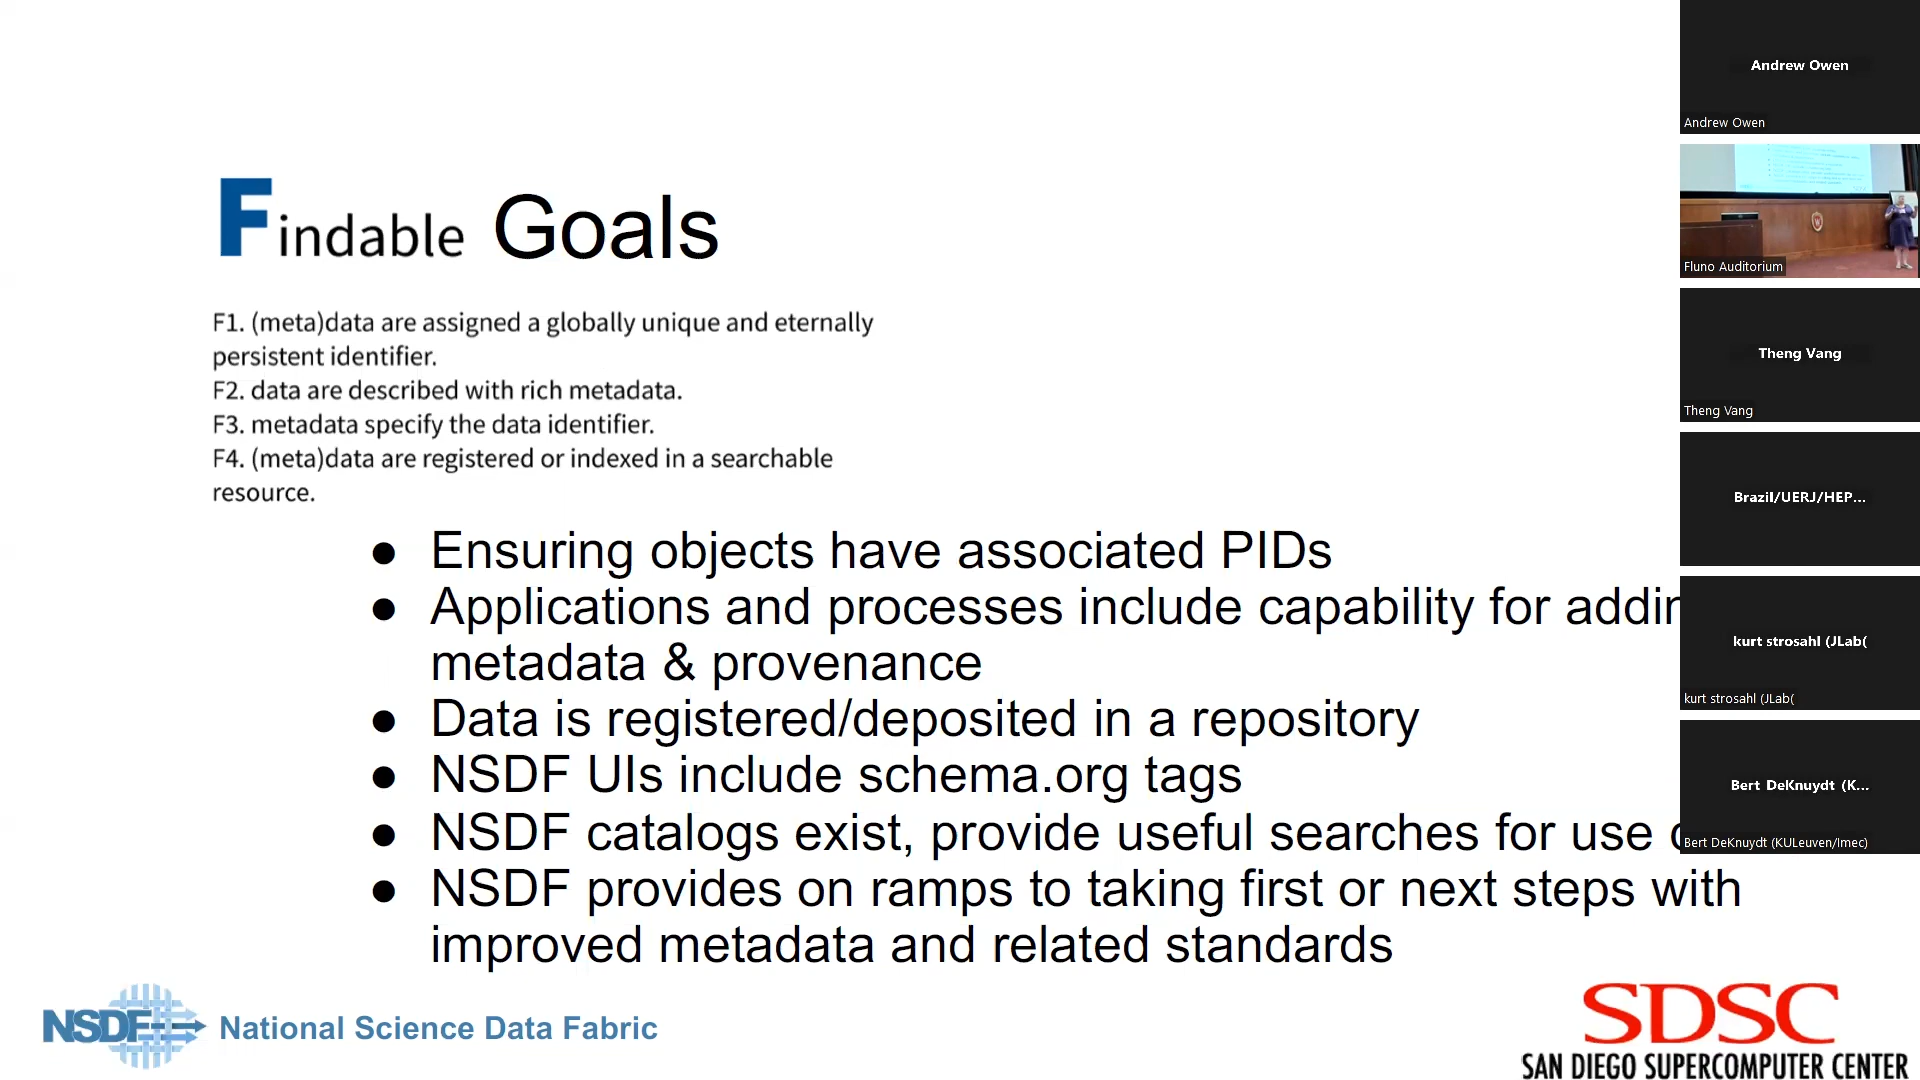 Findable Goals
F1. (meta)data are assigned a globally unique and eternally
persistent identifier.
F2. data are described with rich metadata.
F3. metadata specify the data identifier.
F4. (meta)data are registered or indexed in a searchable
resource.
● Ensuring objects have associated PIDs
● Applications and processes include capability for addin
metadata & provenance
● Data is registered/deposited in a repository
● NSDF UIs include schema.org tags
● NSDF catalogs exist, provide useful searches for use
● NSDF provides on ramps to taking first or next steps with
improved metadata and related standards
NSDF
National Science Data Fabric
SDSC
SAN DIEGO SUPERCOMPUTER CENTER
Andrew Owen
Andrew Owen
Fluno Auditorium
Theng Vang
Theng Vang
Brazil/UERJ/HEP...
kurt strosahl (JLab(
kurt strosahl (JLab(
Bert DeKnuydt (K...
Bert DeKnuydt (KULeuven/Imec)